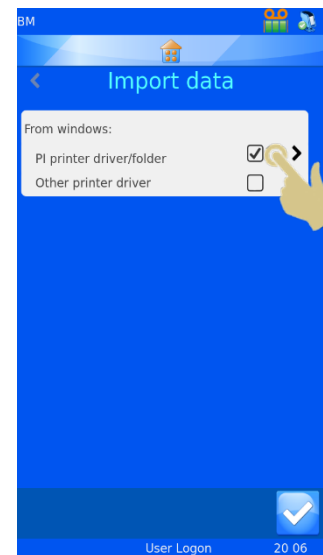 BM
Import data
From windows:
PI printer driver/folder
Other printer driver
User Logon
20 06